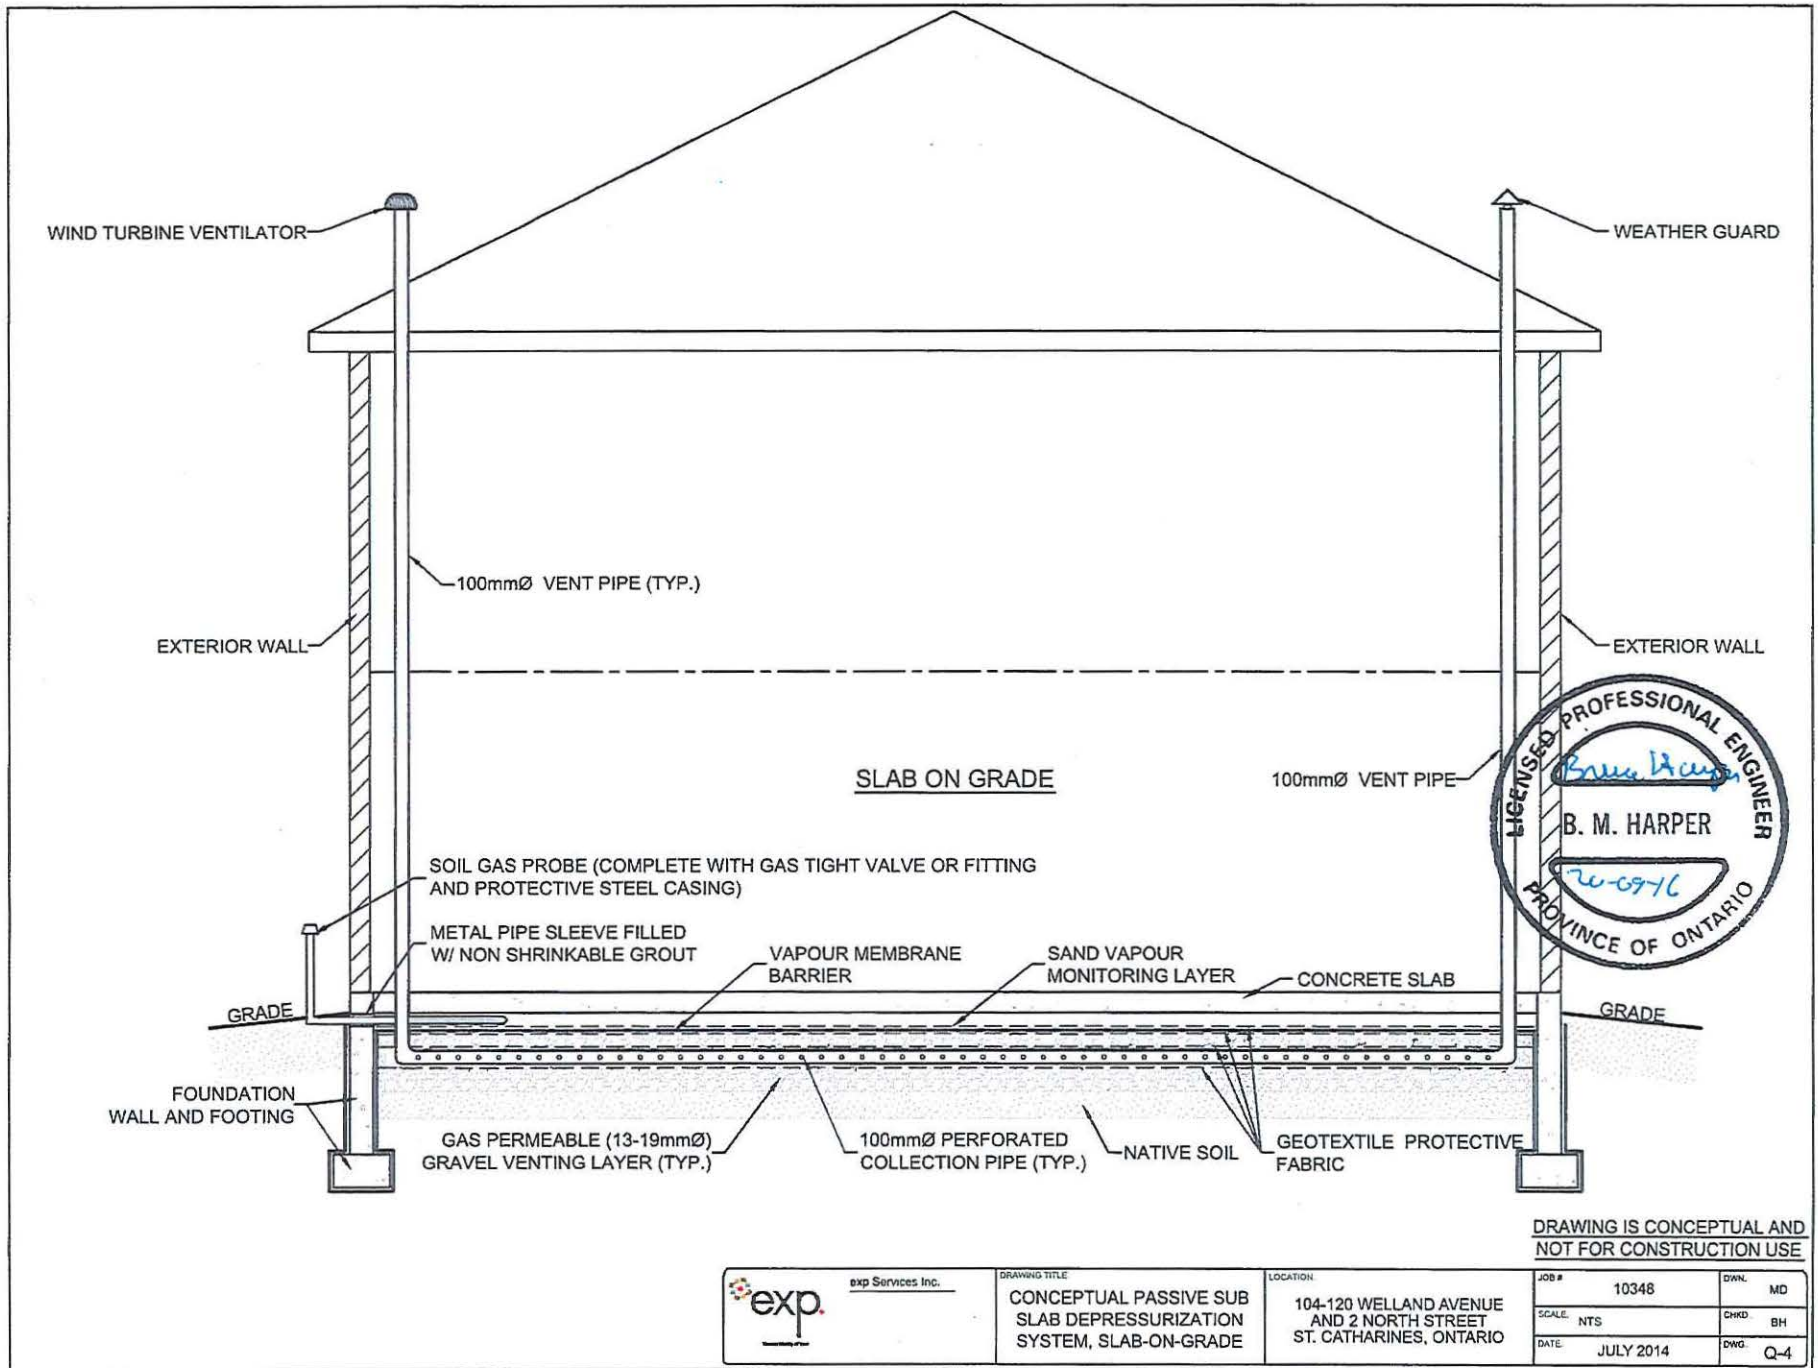 WIND TURBINE VENTILATOR
WEATHER GUARD
100mmØ VENT PIPE (TYP.)
EXTERIOR WALL
EXTERIOR WALL
SLAB ON GRADE
100mmØ VENT PIPE
LICENSED PROFESSIONAL ENGINEER
B. M. HARPER
PROVINCE OF ONTARIO
SOIL GAS PROBE (COMPLETE WITH GAS TIGHT VALVE OR FITTING
AND PROTECTIVE STEEL CASING)
METAL PIPE SLEEVE FILLED
W/ NON SHRINKABLE GROUT
VAPOUR MEMBRANE
BARRIER
SAND VAPOUR
MONITORING LAYER
CONCRETE SLAB
GRADE
GRADE
FOUNDATION
WALL AND FOOTING
GAS PERMEABLE (13-19mmØ)
GRAVEL VENTING LAYER (TYP.)
100mmØ PERFORATED
COLLECTION PIPE (TYP.)
NATIVE SOIL
GEOTEXTILE PROTECTIVE
FABRIC
DRAWING IS CONCEPTUAL AND
NOT FOR CONSTRUCTION USE
exp.
exp Services Inc.
DRAWING TITLE
CONCEPTUAL PASSIVE SUB
SLAB DEPRESSURIZATION
SYSTEM, SLAB-ON-GRADE
LOCATION
104-120 WELLAND AVENUE
AND 2 NORTH STREET
ST. CATHARINES, ONTARIO
JOB # 10348
DWN. MD
SCALE NTS
CHKD. BH
DATE JULY 2014
DWG. Q-4